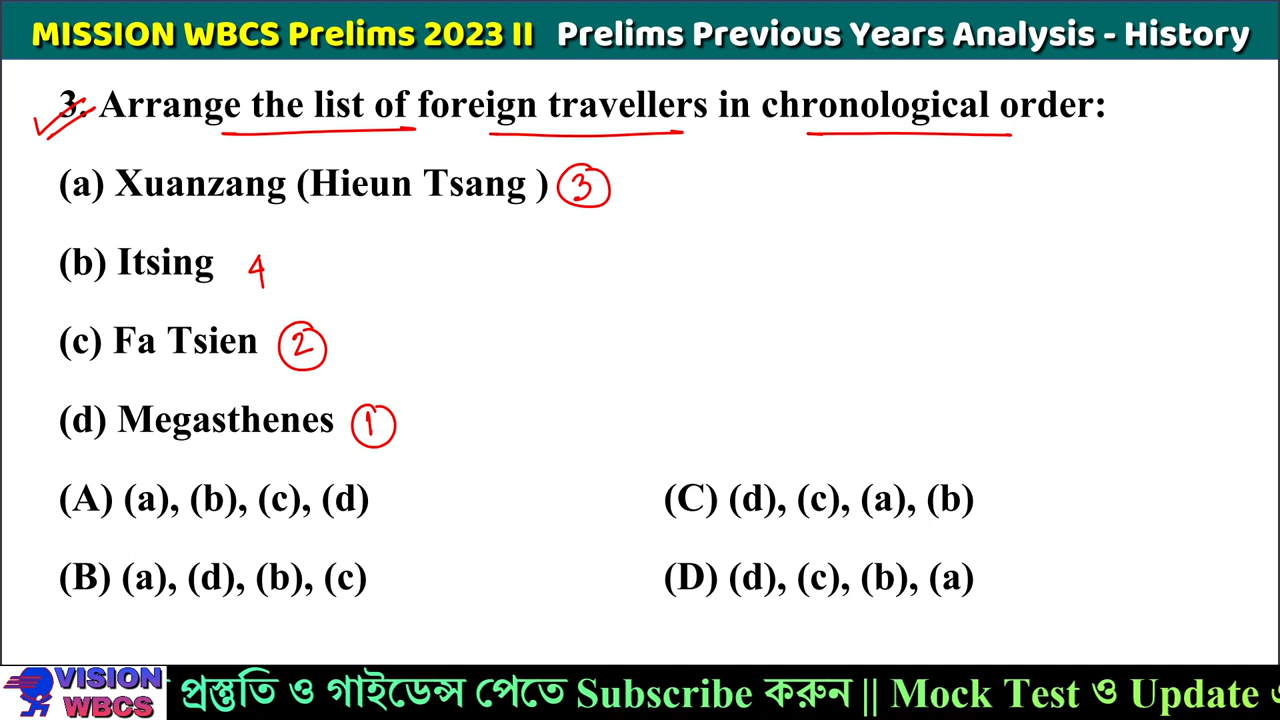 MISSION WBCS Prelims 2023 II Prelims Previous Years Analysis - History
3. Arrange the list of foreign travellers in chronological order:
(a) Xuanzang (Hieun Tsang ) 3
(b) Itsing 4
(c) Fa Tsien 2
(d) Megasthenes 1
(A) (a), (b), (c), (d) (C) (d), (c), (a), (b)
(B) (a), (d), (b), (c) (D) (d), (c), (b), (a)
VISION WBCS
প্রস্তুতি ও গাইডেন্স পেতে Subscribe করুন || Mock Test ও Update